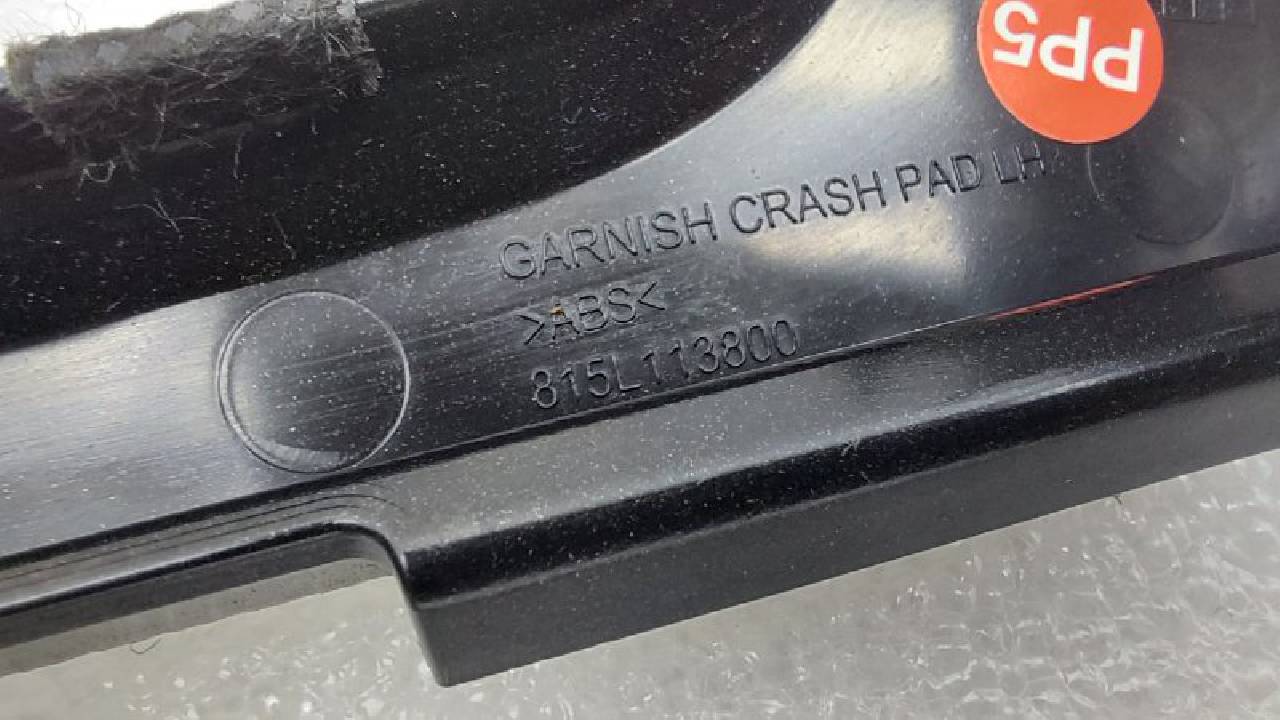 PP5
GARNISH CRASH PAD LH
>ABS<
815L113800